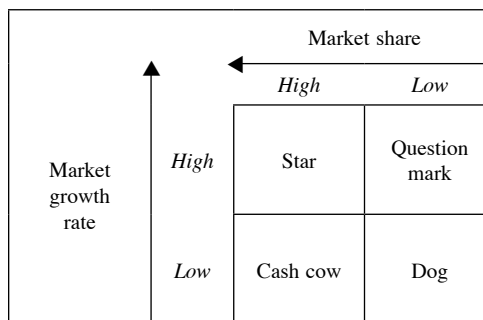 Market share
High Low
Market
growth
rate
High
Star
Question
mark
Low
Cash cow
Dog